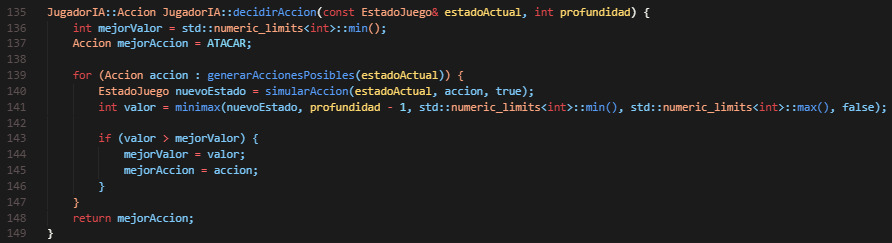 135 JugadorIA::Accion JugadorIA::decidirAccion(const EstadoJuego& estadoActual, int profundidad) {
136     int mejorValor = std::numeric_limits<int>::min();
137     Accion mejorAccion = ATACAR;
138
139     for (Accion accion : generarAccionesPosibles(estadoActual)) {
140         EstadoJuego nuevoEstado = simularAccion(estadoActual, accion, true);
141         int valor = minimax(nuevoEstado, profundidad - 1, std::numeric_limits<int>::min(), std::numeric_limits<int>::max(), false);
142
143         if (valor > mejorValor) {
144             mejorValor = valor;
145             mejorAccion = accion;
146         }
147     }
148     return mejorAccion;
149 }